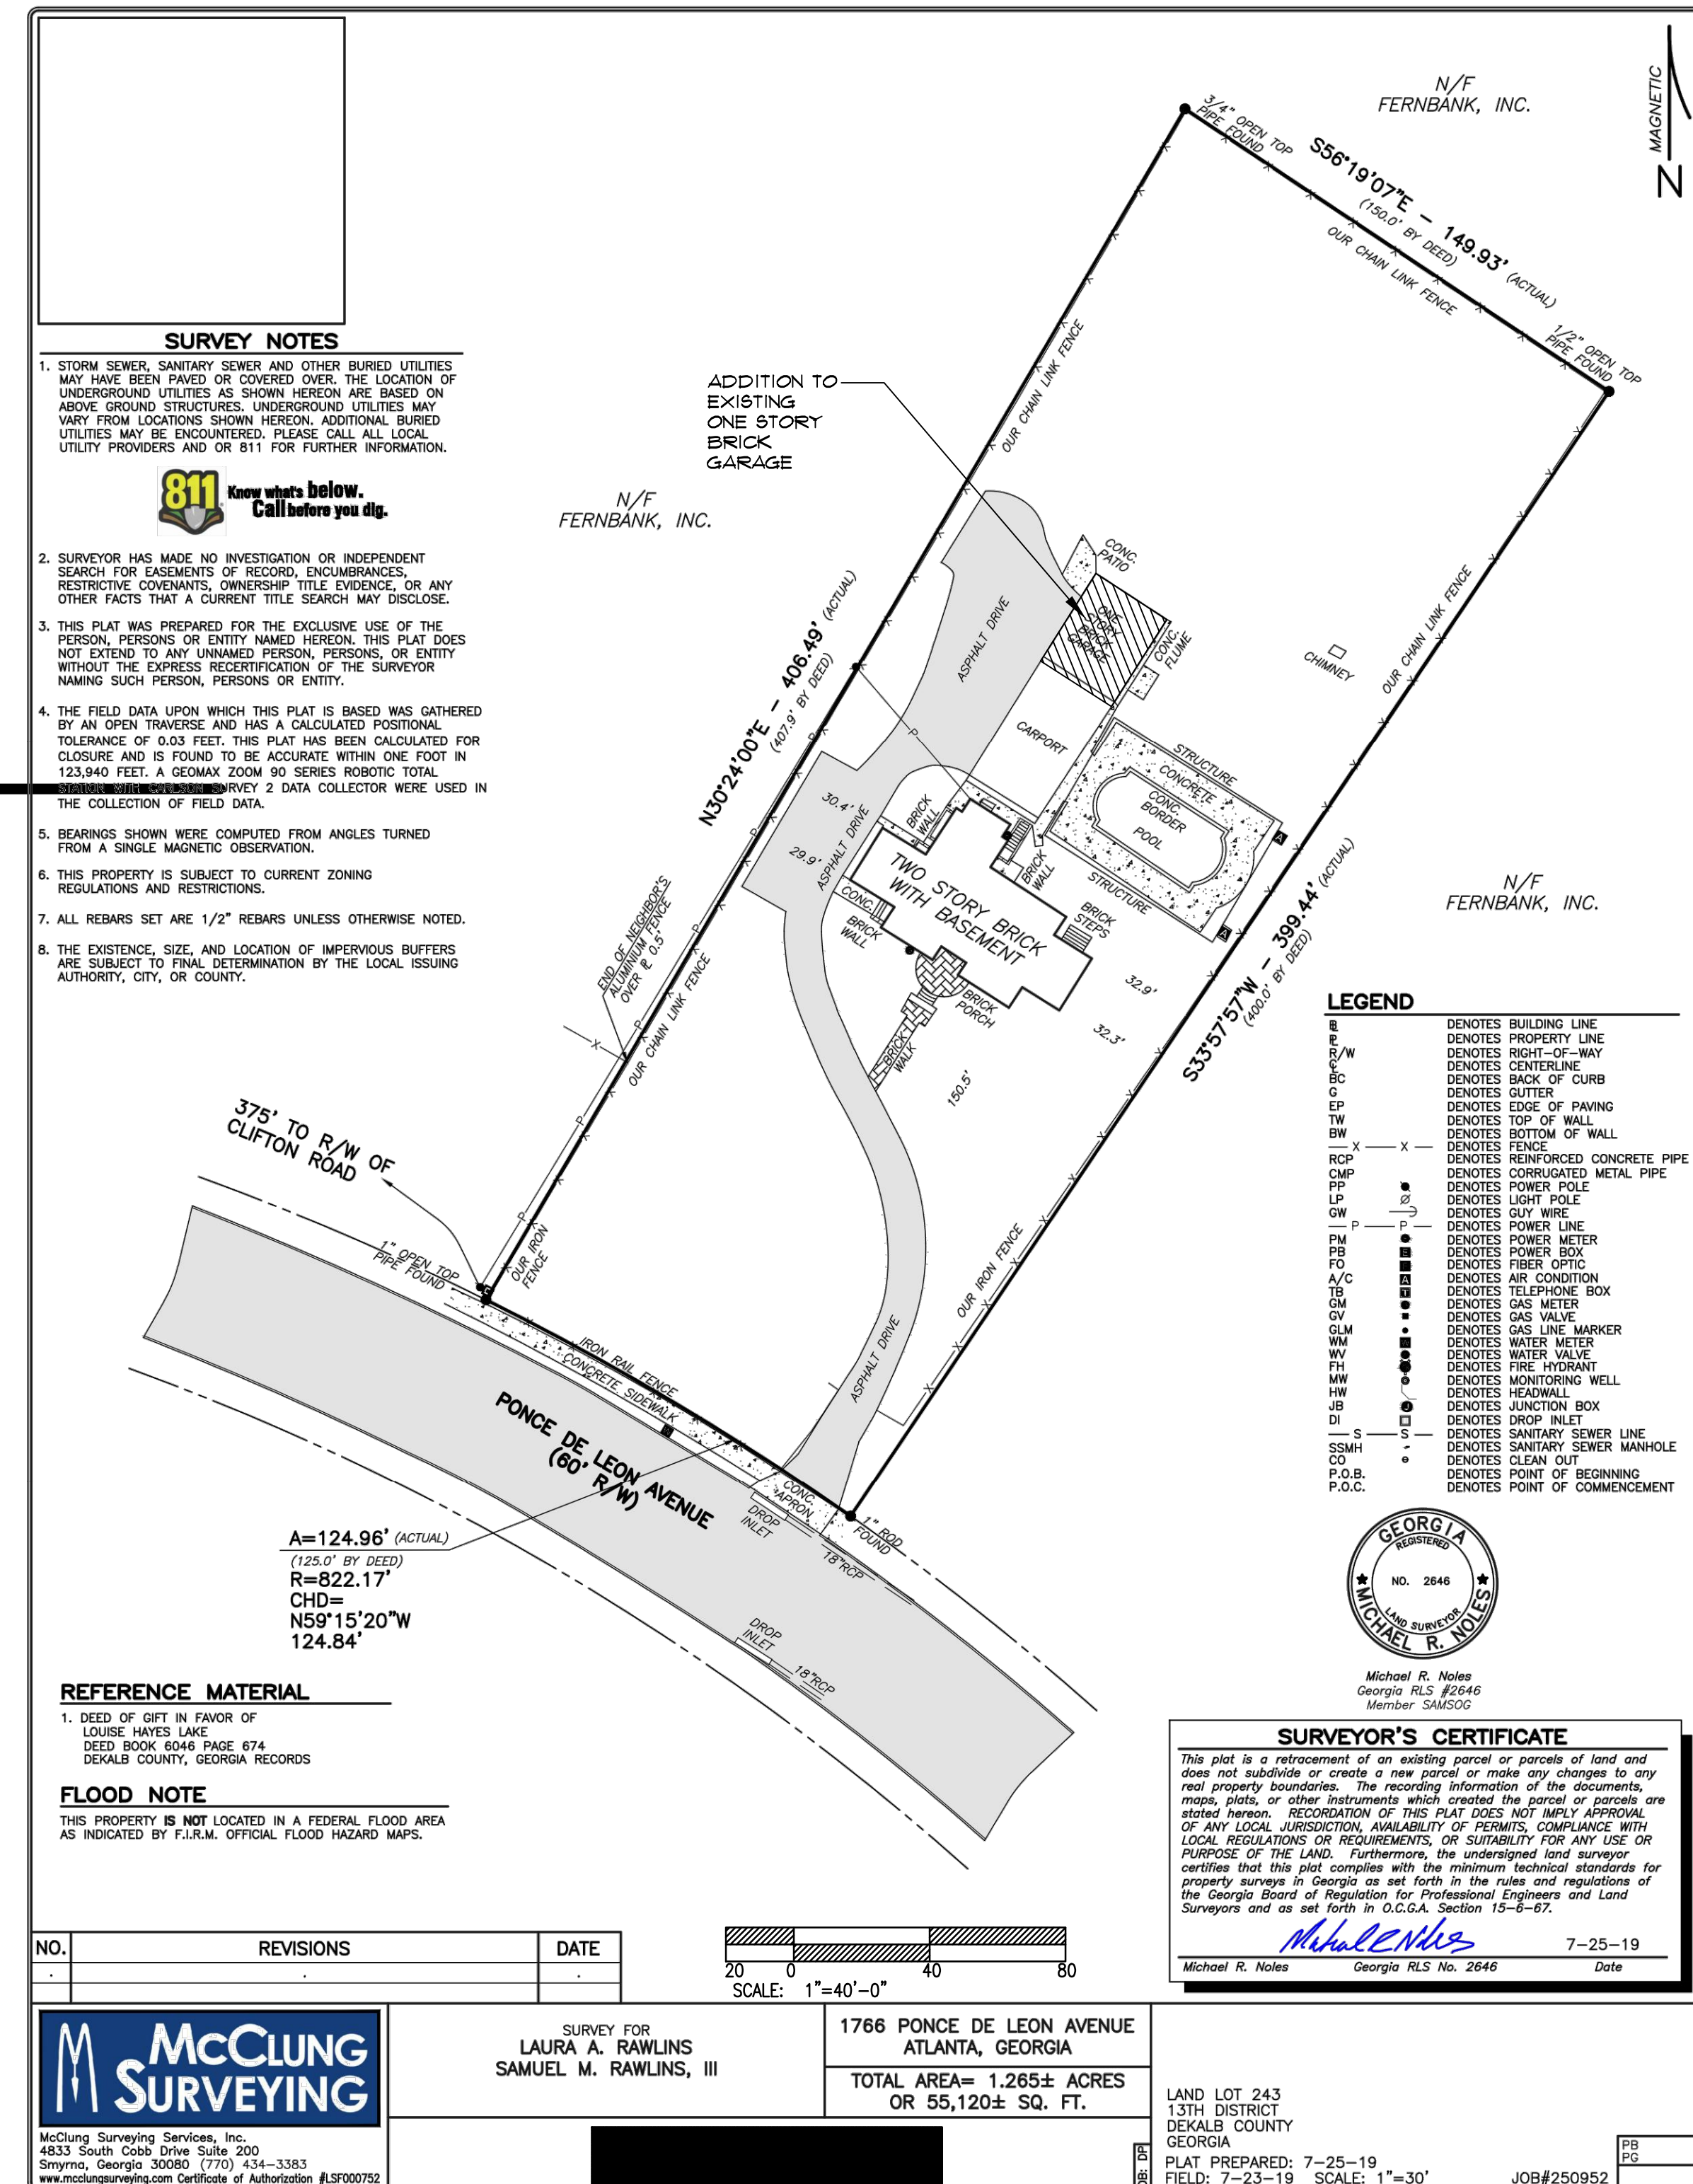 N/F
FERNBANK, INC.
MAGNETIC
N
3/4" OPEN TOP
PIPE FOUND
S56°19'07"E – 149.93' (ACTUAL)
(150.0' BY DEED)
OUR CHAIN LINK FENCE
1/2" OPEN TOP
PIPE FOUND
SURVEY NOTES
1. STORM SEWER, SANITARY SEWER AND OTHER BURIED UTILITIES
MAY HAVE BEEN PAVED OR COVERED OVER. THE LOCATION OF
UNDERGROUND UTILITIES AS SHOWN HEREON ARE BASED ON
ABOVE GROUND STRUCTURES. UNDERGROUND UTILITIES MAY
VARY FROM LOCATIONS SHOWN HEREON. ADDITIONAL BURIED
UTILITIES MAY BE ENCOUNTERED. PLEASE CALL ALL LOCAL
UTILITY PROVIDERS AND OR 811 FOR FURTHER INFORMATION.
811
Know what's below.
Call before you dig.
2. SURVEYOR HAS MADE NO INVESTIGATION OR INDEPENDENT
SEARCH FOR EASEMENTS OF RECORD, ENCUMBRANCES,
RESTRICTIVE COVENANTS, OWNERSHIP TITLE EVIDENCE, OR ANY
OTHER FACTS THAT A CURRENT TITLE SEARCH MAY DISCLOSE.
3. THIS PLAT WAS PREPARED FOR THE EXCLUSIVE USE OF THE
PERSON, PERSONS OR ENTITY NAMED HEREON. THIS PLAT DOES
NOT EXTEND TO ANY UNNAMED PERSON, PERSONS, OR ENTITY
WITHOUT THE EXPRESS RECERTIFICATION OF THE SURVEYOR
NAMING SUCH PERSON, PERSONS OR ENTITY.
4. THE FIELD DATA UPON WHICH THIS PLAT IS BASED WAS GATHERED
BY AN OPEN TRAVERSE AND HAS A CALCULATED POSITIONAL
TOLERANCE OF 0.03 FEET. THIS PLAT HAS BEEN CALCULATED FOR
CLOSURE AND IS FOUND TO BE ACCURATE WITHIN ONE FOOT IN
123,940 FEET. A GEOMAX ZOOM 90 SERIES ROBOTIC TOTAL
STATION WITH CARLSON SURVEY 2 DATA COLLECTOR WERE USED IN
THE COLLECTION OF FIELD DATA.
5. BEARINGS SHOWN WERE COMPUTED FROM ANGLES TURNED
FROM A SINGLE MAGNETIC OBSERVATION.
6. THIS PROPERTY IS SUBJECT TO CURRENT ZONING
REGULATIONS AND RESTRICTIONS.
7. ALL REBARS SET ARE 1/2" REBARS UNLESS OTHERWISE NOTED.
8. THE EXISTENCE, SIZE, AND LOCATION OF IMPERVIOUS BUFFERS
ARE SUBJECT TO FINAL DETERMINATION BY THE LOCAL ISSUING
AUTHORITY, CITY, OR COUNTY.
ADDITION TO
EXISTING
ONE STORY
BRICK
GARAGE
N/F
FERNBANK, INC.
OUR CHAIN LINK FENCE
N30°24'00"E – 406.49' (ACTUAL)
(407.9' BY DEED)
CONC.
PATIO
ONE
STORY
BRICK
GARAGE
CONC.
FLUME
ASPHALT DRIVE
CARPORT
CHIMNEY
OUR CHAIN LINK FENCE
STRUCTURE
CONCRETE
CONC.
BORDER
POOL
STRUCTURE
A
A
P
30.4'
29.9'
ASPHALT DRIVE
BRICK
WALL
BRICK
WALL
CONC.
BRICK
WALL
TWO STORY BRICK
WITH BASEMENT
BRICK
STEPS
BRICK
PORCH
BRICK
WALK
32.9'
32.3'
150.5'
S33°57'57"W – 399.44' (ACTUAL)
(400.0' BY DEED)
N/F
FERNBANK, INC.
END OF NEIGHBOR'S
ALUMINIUM FENCE
OVER ℙ 0.5'
OUR CHAIN LINK FENCE
375' TO R/W OF
CLIFTON ROAD
1" OPEN TOP
PIPE FOUND
OUR IRON
FENCE
OUR IRON FENCE
IRON RAIL FENCE
CONCRETE SIDEWALK
ASPHALT DRIVE
PONCE DE LEON AVENUE
(60' R/W)
CONC.
APRON
DROP
INLET
18"RCP
1" ROD
FOUND
DROP
INLET
18"RCP
A=124.96' (ACTUAL)
(125.0' BY DEED)
R=822.17'
CHD=
N59°15'20"W
124.84'
LEGEND
DENOTES BUILDING LINE
DENOTES PROPERTY LINE
R/W DENOTES RIGHT–OF–WAY
DENOTES CENTERLINE
BC DENOTES BACK OF CURB
G DENOTES GUTTER
EP DENOTES EDGE OF PAVING
TW DENOTES TOP OF WALL
BW DENOTES BOTTOM OF WALL
— X — X — DENOTES FENCE
RCP DENOTES REINFORCED CONCRETE PIPE
CMP DENOTES CORRUGATED METAL PIPE
PP DENOTES POWER POLE
LP DENOTES LIGHT POLE
GW DENOTES GUY WIRE
— P — P — DENOTES POWER LINE
PM DENOTES POWER METER
PB DENOTES POWER BOX
FO DENOTES FIBER OPTIC
A/C A DENOTES AIR CONDITION
TB T DENOTES TELEPHONE BOX
GM DENOTES GAS METER
GV DENOTES GAS VALVE
GLM DENOTES GAS LINE MARKER
WM DENOTES WATER METER
WV DENOTES WATER VALVE
FH DENOTES FIRE HYDRANT
MW DENOTES MONITORING WELL
HW DENOTES HEADWALL
JB J DENOTES JUNCTION BOX
DI DENOTES DROP INLET
— S — S — DENOTES SANITARY SEWER LINE
SSMH DENOTES SANITARY SEWER MANHOLE
CO DENOTES CLEAN OUT
P.O.B. DENOTES POINT OF BEGINNING
P.O.C. DENOTES POINT OF COMMENCEMENT
GEORGIA
REGISTERED
NO. 2646
LAND SURVEYOR
MICHAEL R. NOLES
Michael R. Noles
Georgia RLS #2646
Member SAMSOG
REFERENCE MATERIAL
1. DEED OF GIFT IN FAVOR OF
LOUISE HAYES LAKE
DEED BOOK 6046 PAGE 674
DEKALB COUNTY, GEORGIA RECORDS
FLOOD NOTE
THIS PROPERTY IS NOT LOCATED IN A FEDERAL FLOOD AREA
AS INDICATED BY F.I.R.M. OFFICIAL FLOOD HAZARD MAPS.
SURVEYOR'S CERTIFICATE
This plat is a retracement of an existing parcel or parcels of land and
does not subdivide or create a new parcel or make any changes to any
real property boundaries. The recording information of the documents,
maps, plats, or other instruments which created the parcel or parcels are
stated hereon. RECORDATION OF THIS PLAT DOES NOT IMPLY APPROVAL
OF ANY LOCAL JURISDICTION, AVAILABILITY OF PERMITS, COMPLIANCE WITH
LOCAL REGULATIONS OR REQUIREMENTS, OR SUITABILITY FOR ANY USE OR
PURPOSE OF THE LAND. Furthermore, the undersigned land surveyor
certifies that this plat complies with the minimum technical standards for
property surveys in Georgia as set forth in the rules and regulations of
the Georgia Board of Regulation for Professional Engineers and Land
Surveyors and as set forth in O.C.G.A. Section 15–6–67.
7–25–19
Michael R. Noles Georgia RLS No. 2646 Date
NO. REVISIONS DATE
20 0 40 80
SCALE: 1"=40'–0"
McCLUNG
SURVEYING
McClung Surveying Services, Inc.
4833 South Cobb Drive Suite 200
Smyrna, Georgia 30080 (770) 434–3383
www.mcclungsurveying.com Certificate of Authorization #LSF000752
SURVEY FOR
LAURA A. RAWLINS
SAMUEL M. RAWLINS, III
1766 PONCE DE LEON AVENUE
ATLANTA, GEORGIA
TOTAL AREA= 1.265± ACRES
OR 55,120± SQ. FT.
LAND LOT 243
13TH DISTRICT
DEKALB COUNTY
GEORGIA
PLAT PREPARED: 7–25–19
FIELD: 7–23–19 SCALE: 1"=30'
JOB#250952
PB
PG